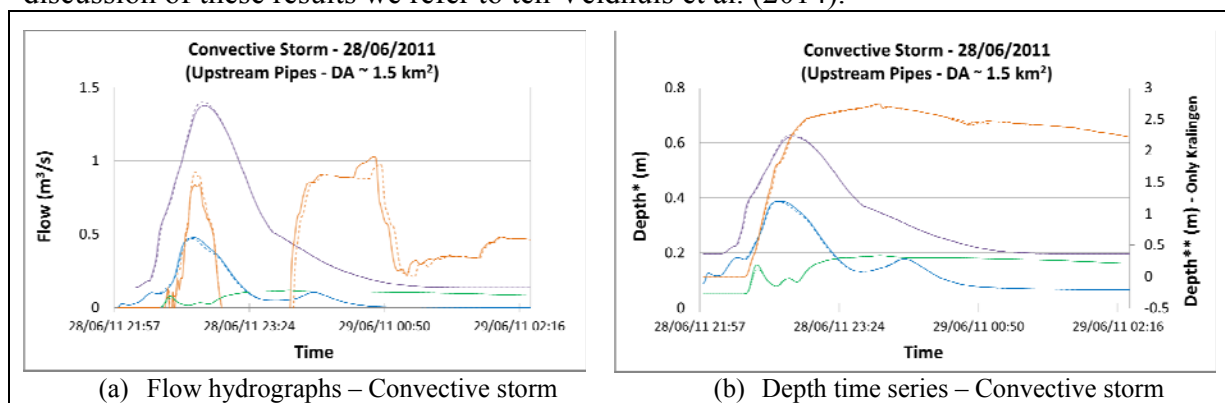 discussion of these results we refer to ten Veldhuis et al. (2014).
Convective Storm - 28/06/2011
(Upstream Pipes - DA ~ 1.5 km²)
1.5
1
0.5
0
Flow (m³/s)
28/06/11 21:57 28/06/11 23:24 29/06/11 00:50 29/06/11 02:16
Time
(a) Flow hydrographs – Convective storm
Convective Storm - 28/06/2011
(Upstream Pipes - DA ~ 1.5 km²)
0.8
0.6
0.4
0.2
0
Depth* (m)
3
2.5
2
1.5
1
0.5
0
-0.5
Depth** (m) - Only Kralingen
28/06/11 21:57 28/06/11 23:24 29/06/11 00:50 29/06/11 02:16
Time
(b) Depth time series – Convective storm